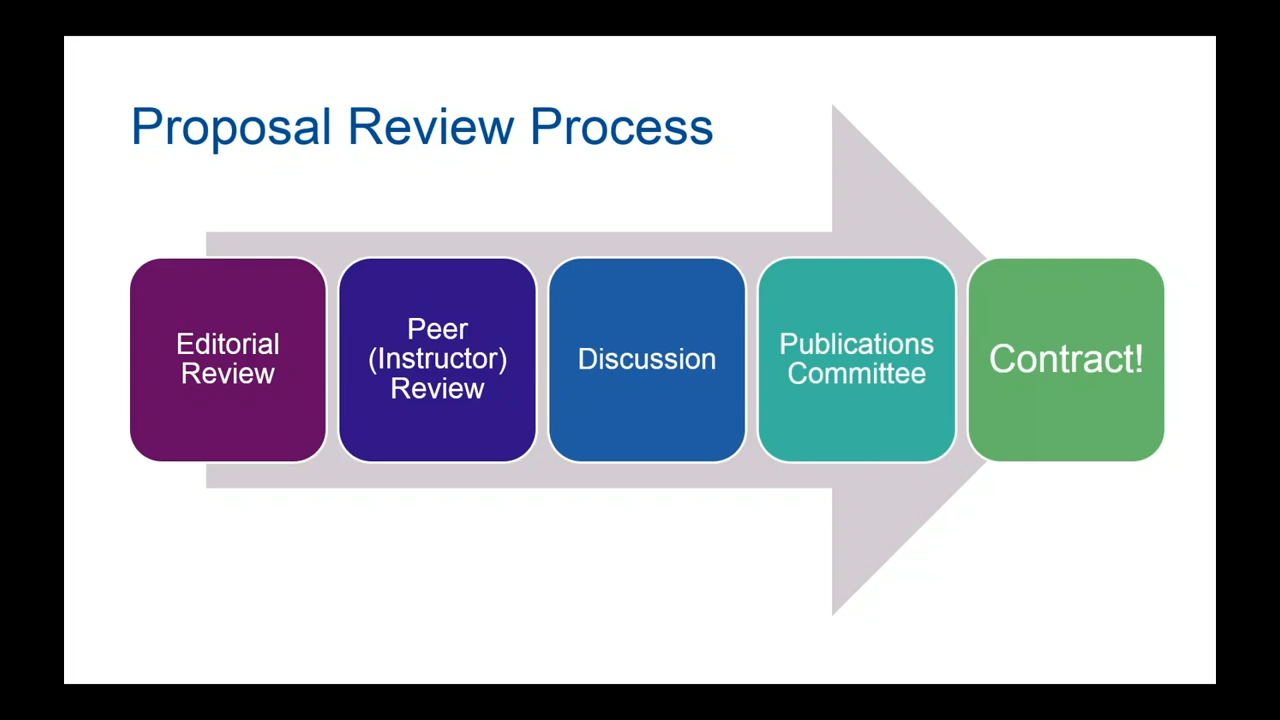 Proposal Review Process
Editorial
Review
Peer
(Instructor)
Review
Discussion
Publications
Committee
Contract!